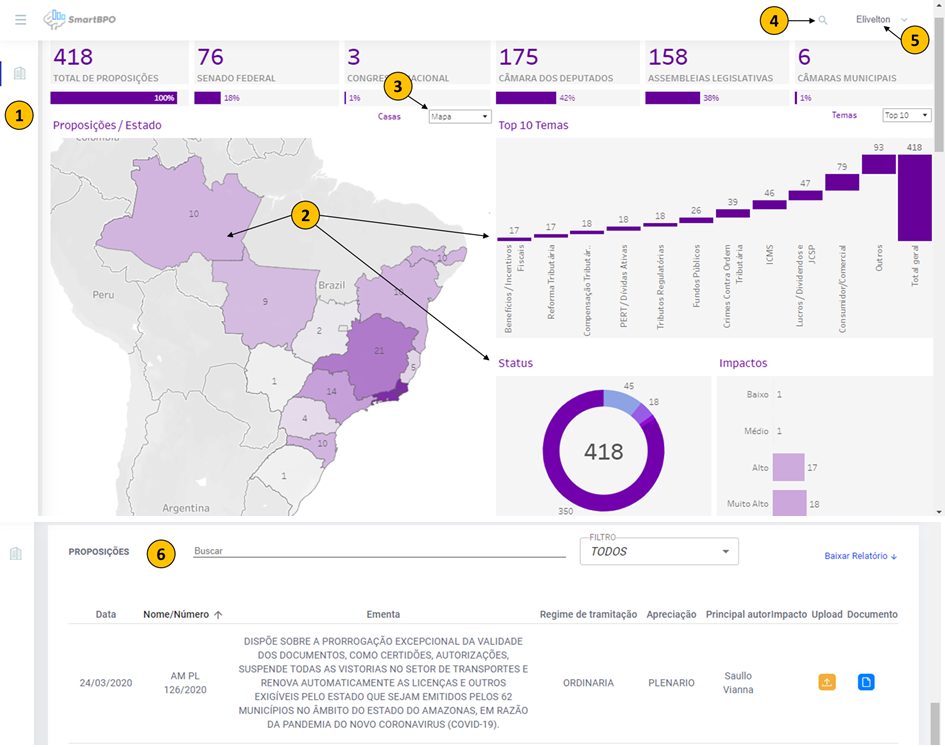 SmartBPO
4
Elivelton
5
418
TOTAL DE PROPOSIÇÕES
100%
76
SENADO FEDERAL
18%
3
1%
175
CÂMARA DOS DEPUTADOS
42%
158
ASSEMBLEIAS LEGISLATIVAS
38%
6
CÂMARAS MUNICIPAIS
1%
1
3
Casas
Mapa
Temas
Top 10
Proposições / Estado
Top 10 Temas
2
Peru
Brazil
Argentina
10
10
9
2
21
5
1
14
4
10
1
17
17
18
18
18
26
39
46
47
79
93
418
Benefícios / Incentivos
Fiscais
Reforma Tributária
Compensação Tributár..
PERT / Dívidas Ativas
Tributos Regulatórias
Fundos Públicos
Crimes Contra Ordem
Tributária
ICMS
Lucros / Dividendos e
JCSP
Consumidor/Comercial
Outros
Total geral
Status
45
18
418
350
Impactos
Baixo 1
Médio 1
Alto 17
Muito Alto 18
PROPOSIÇÕES
6
Buscar
FILTRO
TODOS
Baixar Relatório ↓
Data Nome/Número ↑ Ementa Regime de tramitação Apreciação Principal autor Impacto Upload Documento
24/03/2020
AM PL
126/2020
DISPÕE SOBRE A PRORROGAÇÃO EXCEPCIONAL DA VALIDADE
DOS DOCUMENTOS, COMO CERTIDÕES, AUTORIZAÇÕES,
SUSPENDE TODAS AS VISTORIAS NO SETOR DE TRANSPORTES E
RENOVA AUTOMATICAMENTE AS LICENÇAS E OUTROS
EXIGÍVEIS PELO ESTADO QUE SEJAM EMITIDOS PELOS 62
MUNICÍPIOS NO ÂMBITO DO ESTADO DO AMAZONAS, EM RAZÃO
DA PANDEMIA DO NOVO CORONAVIRUS (COVID-19).
ORDINARIA
PLENARIO
Saullo
Vianna